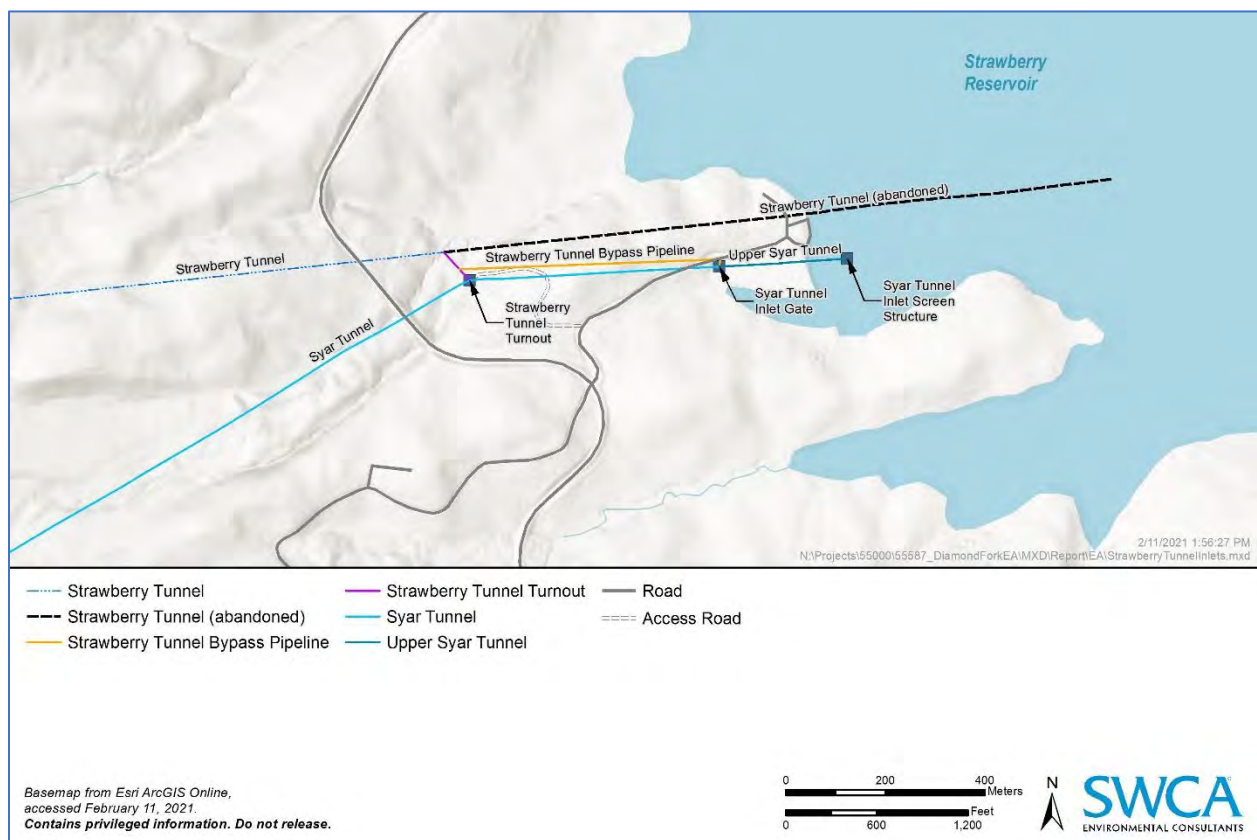 Strawberry
Reservoir
Strawberry Tunnel (abandoned)
Strawberry Tunnel
Strawberry Tunnel Bypass Pipeline
Upper Syar Tunnel
Syar Tunnel
Strawberry
Tunnel
Turnout
Syar Tunnel
Inlet Gate
Syar Tunnel
Inlet Screen
Structure
2/11/2021 1:56:27 PM
N:\Projects\55000\55587_DiamondForkEA\MXD\Report\EA\StrawberryTunnelInlets.mxd
Strawberry Tunnel
Strawberry Tunnel (abandoned)
Strawberry Tunnel Bypass Pipeline
Strawberry Tunnel Turnout
Syar Tunnel
Upper Syar Tunnel
Road
Access Road
Basemap from Esri ArcGIS Online,
accessed February 11, 2021.
Contains privileged information. Do not release.
0 200 400
Meters
Feet
0 600 1,200
N
SWCA
ENVIRONMENTAL CONSULTANTS